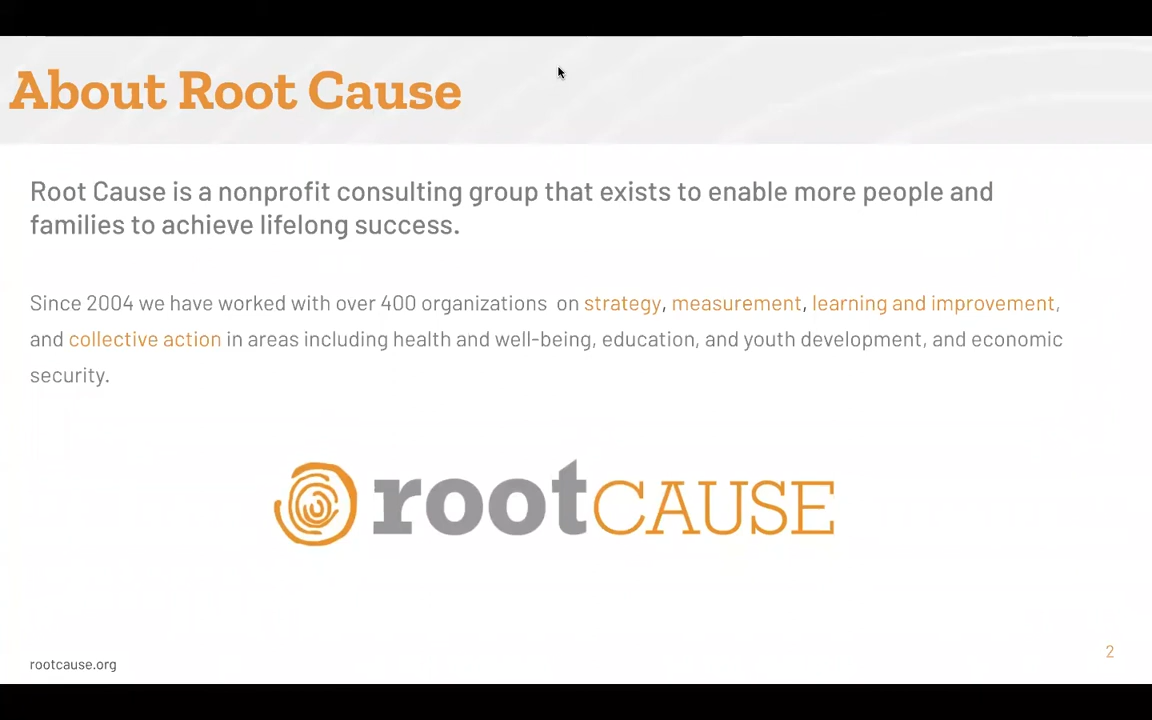 About Root Cause
Root Cause is a nonprofit consulting group that exists to enable more people and
families to achieve lifelong success.
Since 2004 we have worked with over 400 organizations  on strategy, measurement, learning and improvement,
and collective action in areas including health and well-being, education, and youth development, and economic
security.
rootCAUSE
rootcause.org
2